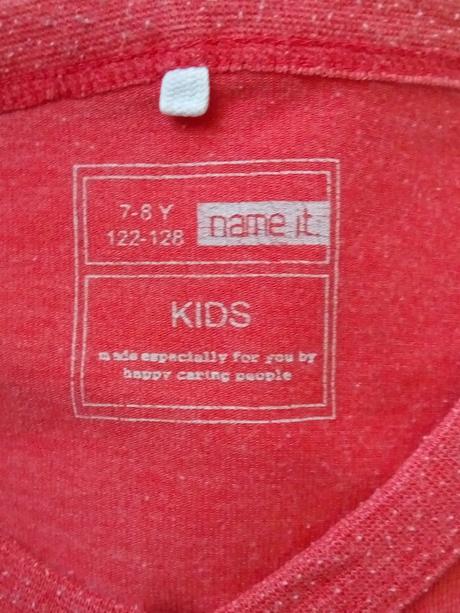 7-8 Y
122-128
name it.
KIDS
made especially for you by
happy caring people